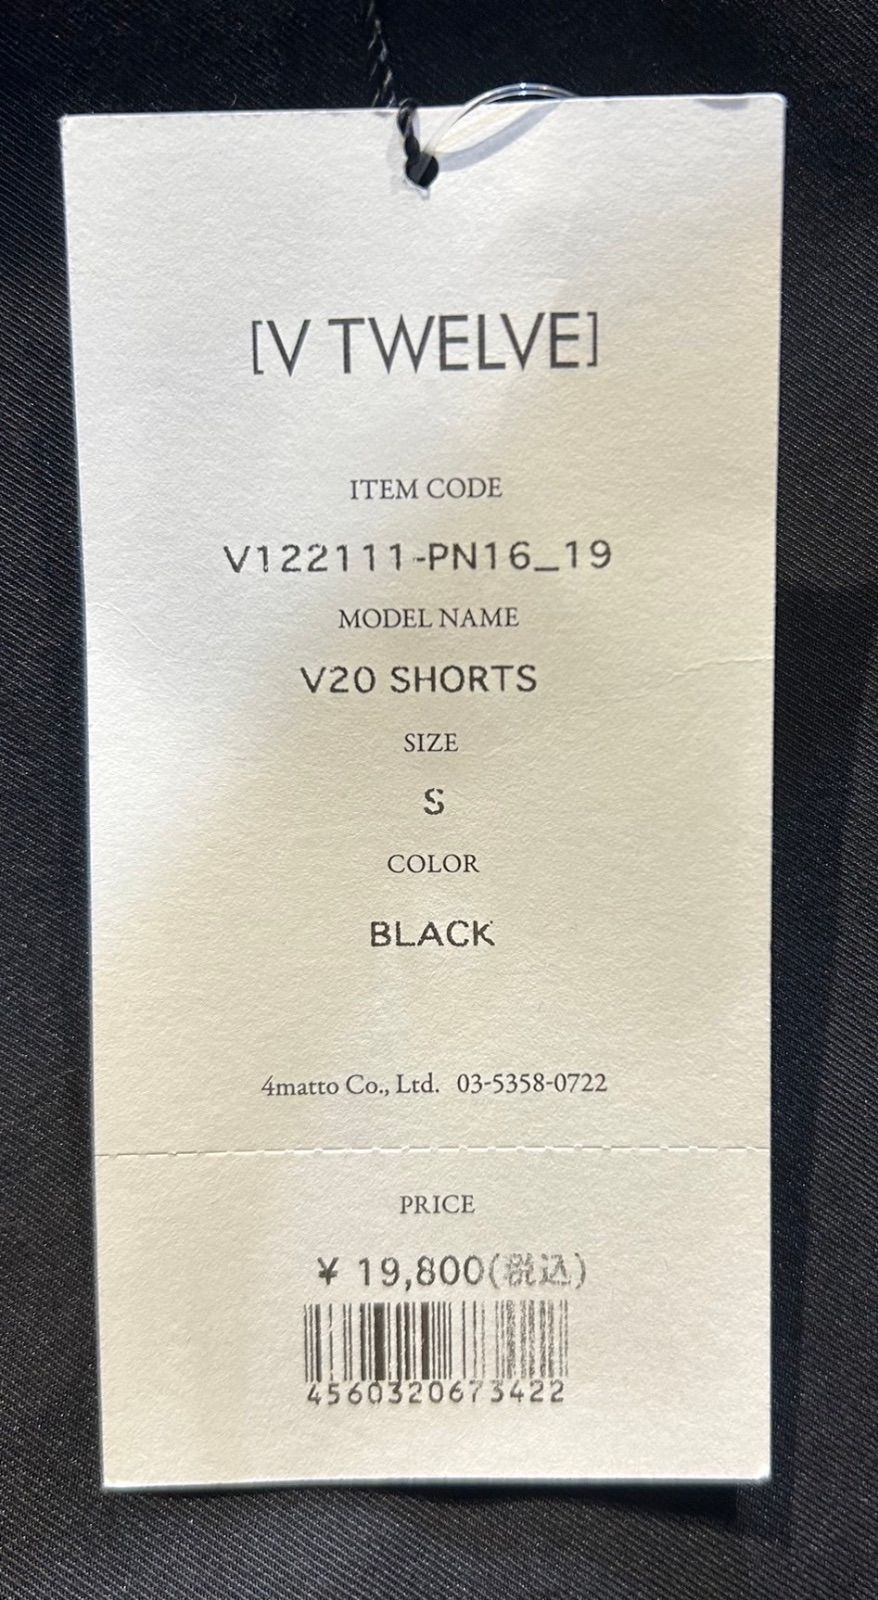 [V TWELVE]
ITEM CODE
V122111-PN16_19
MODEL NAME
V20 SHORTS
SIZE
S
COLOR
BLACK
4matto Co., Ltd. 03-5358-0722
PRICE
¥ 19,800(税込)
4560320673422